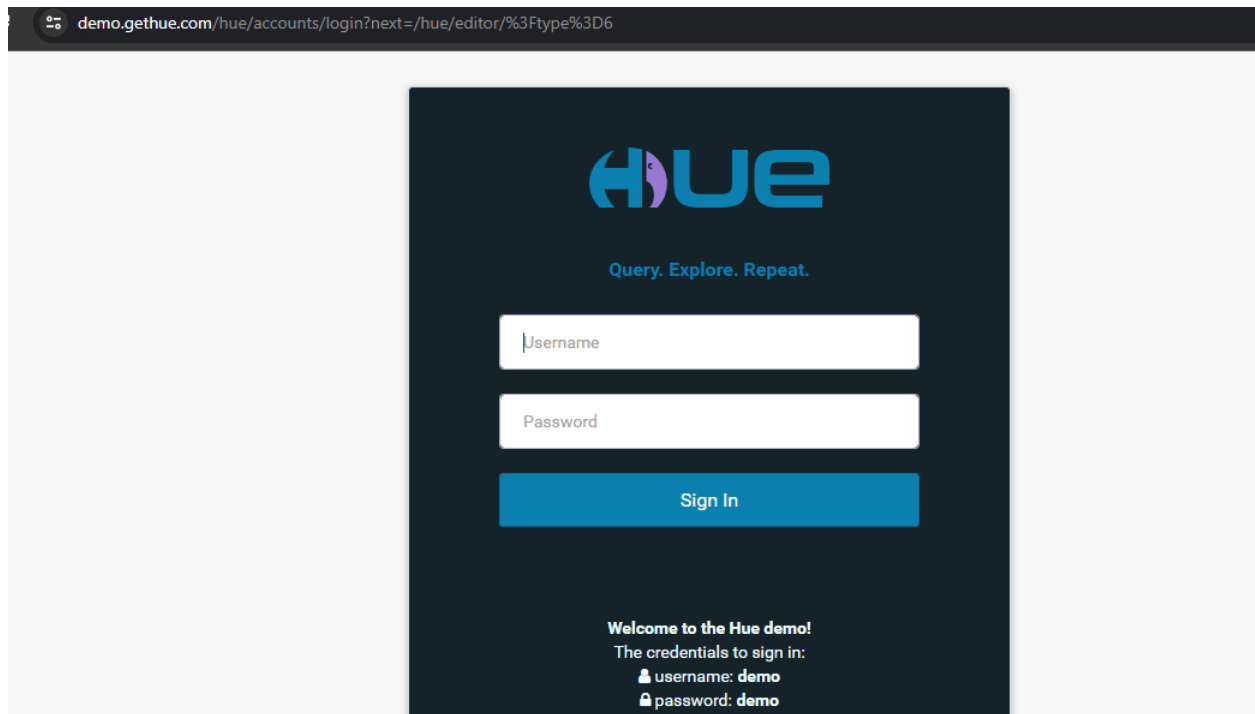 demo.gethue.com/hue/accounts/login?next=/hue/editor/%3Ftype%3D6
HUE
Query. Explore. Repeat.
Username
Password
Sign In
Welcome to the Hue demo!
The credentials to sign in:
username: demo
password: demo